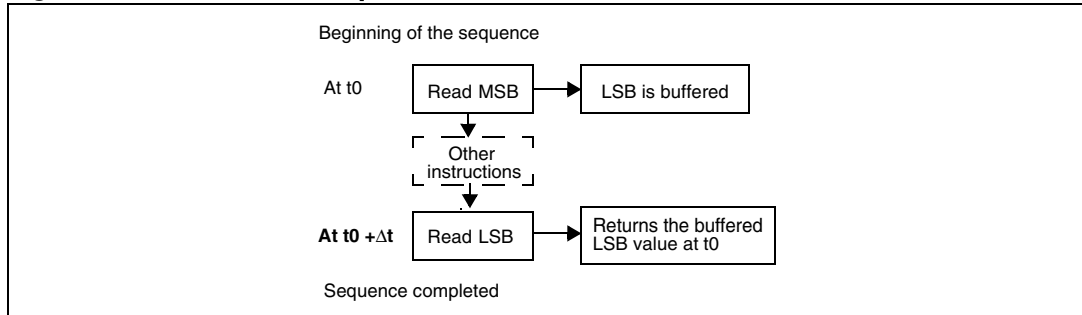 Beginning of the sequence
At t0
Read MSB
LSB is buffered
Other
instructions
At t0 +Δt
Read LSB
Returns the buffered
LSB value at t0
Sequence completed